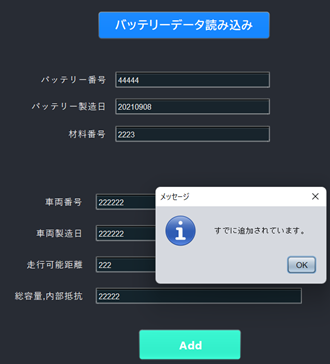 バッテリーデータ読み込み
バッテリー番号 44444
バッテリー製造日 20210908
材料番号 2223
車両番号 222222
メッセージ
車両製造日 222222
すでに追加されています。
走行可能距離 222
OK
総容量,内部抵抗 22222
Add